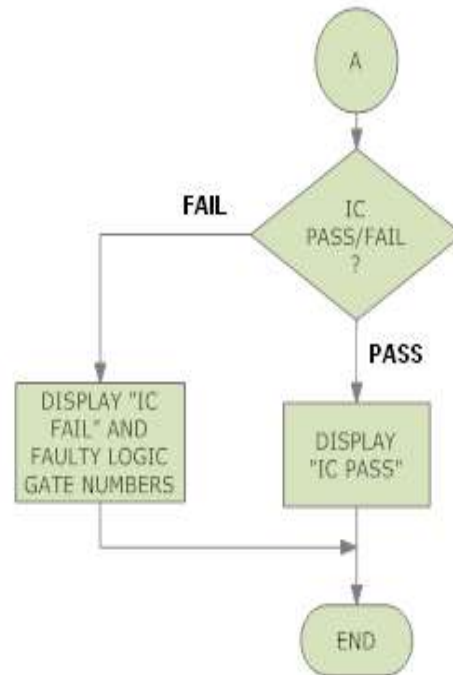 A
IC
PASS/FAIL
?
FAIL
PASS
DISPLAY "IC
FAIL" AND
FAULTY LOGIC
GATE NUMBERS
DISPLAY
"IC PASS"
END